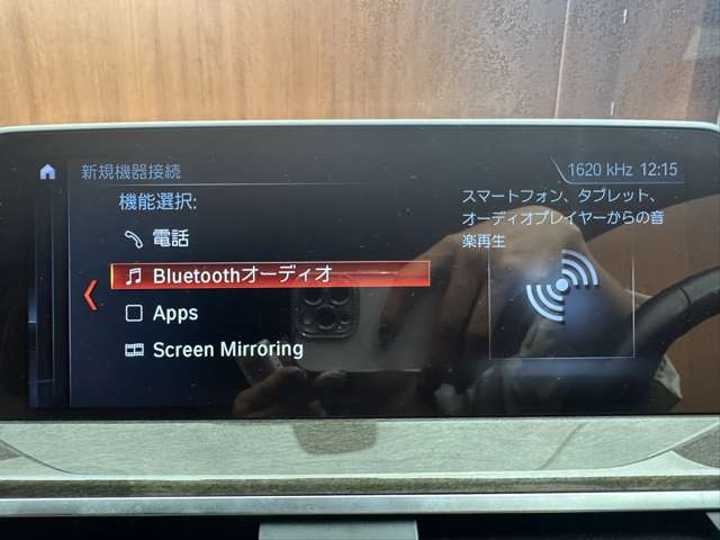 新規機器接続
1620 kHz 12:15
機能選択:
電話
Bluetoothオーディオ
Apps
Screen Mirroring
スマートフォン、タブレット、
オーディオプレイヤーからの音
楽再生